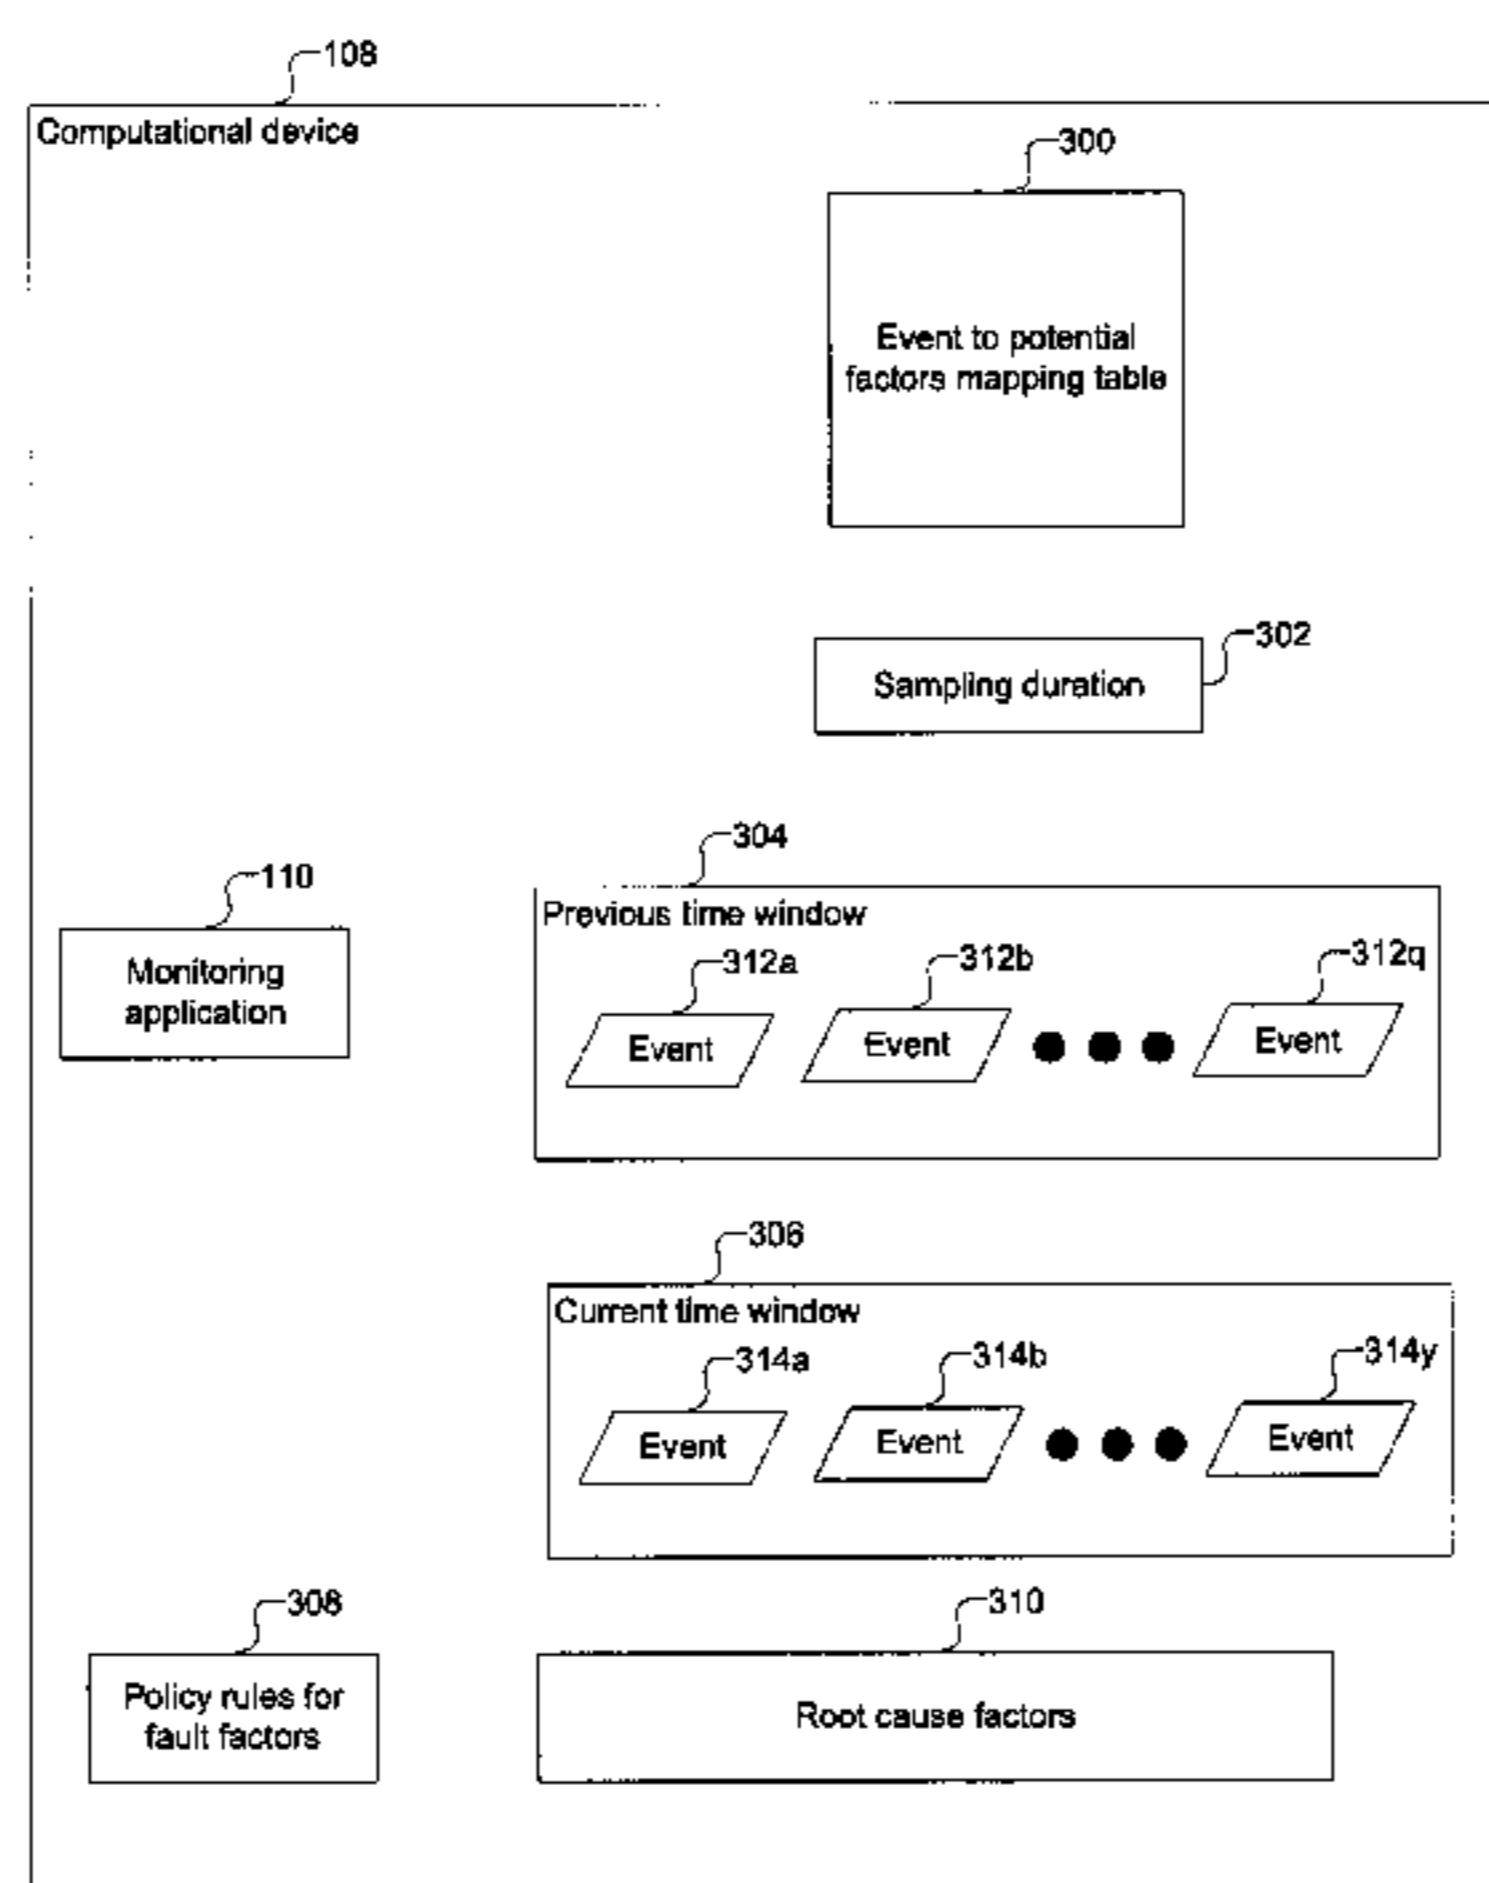 108
Computational device
300
Event to potential
factors mapping table
302
Sampling duration
304
110
Previous time window
Monitoring
application
312a
312b
312q
Event
Event
Event
306
Current time window
314a
314b
314y
Event
Event
Event
308
310
Policy rules for
fault factors
Root cause factors